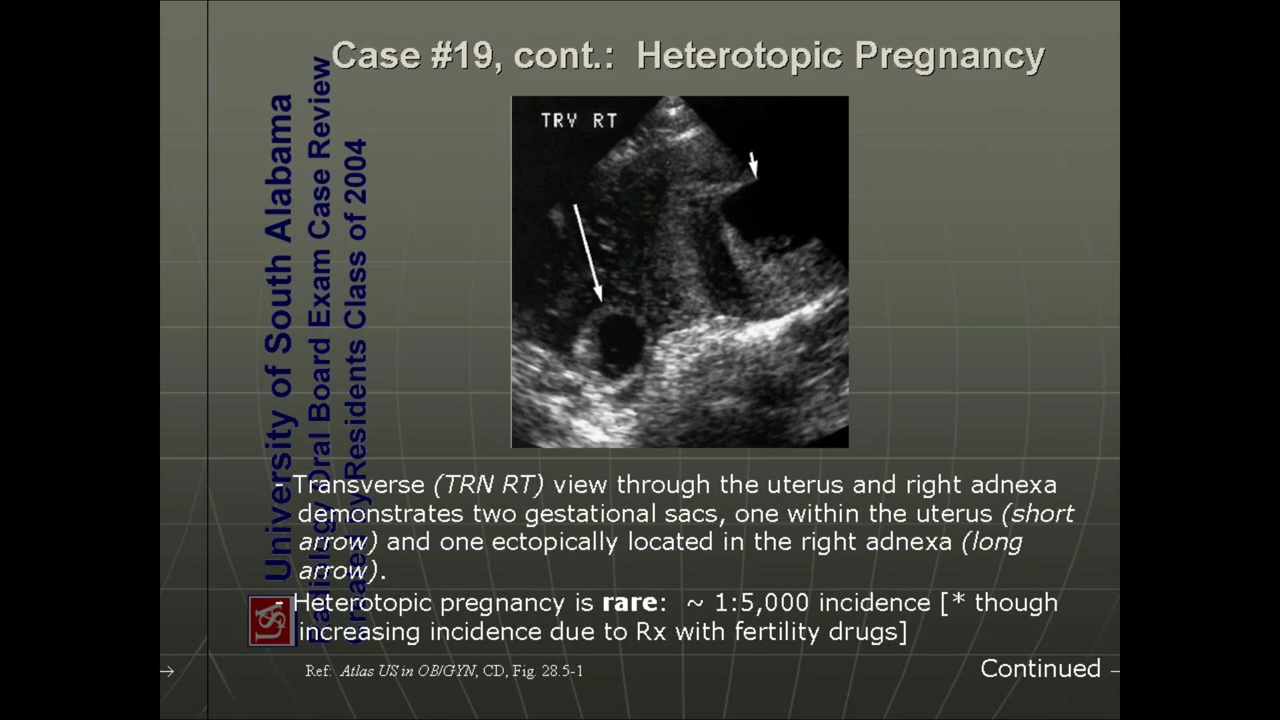 Case #19, cont.: Heterotopic Pregnancy
TRV RT
University of South Alabama
Radiology Oral Board Exam Case Review
Created by Residents Class of 2004
- Transverse (TRN RT) view through the uterus and right adnexa
demonstrates two gestational sacs, one within the uterus (short
arrow) and one ectopically located in the right adnexa (long
arrow).
- Heterotopic pregnancy is rare: ~ 1:5,000 incidence [* though
increasing incidence due to Rx with fertility drugs]
USA
Ref: Atlas US in OB/GYN, CD, Fig. 28.5-1
Continued